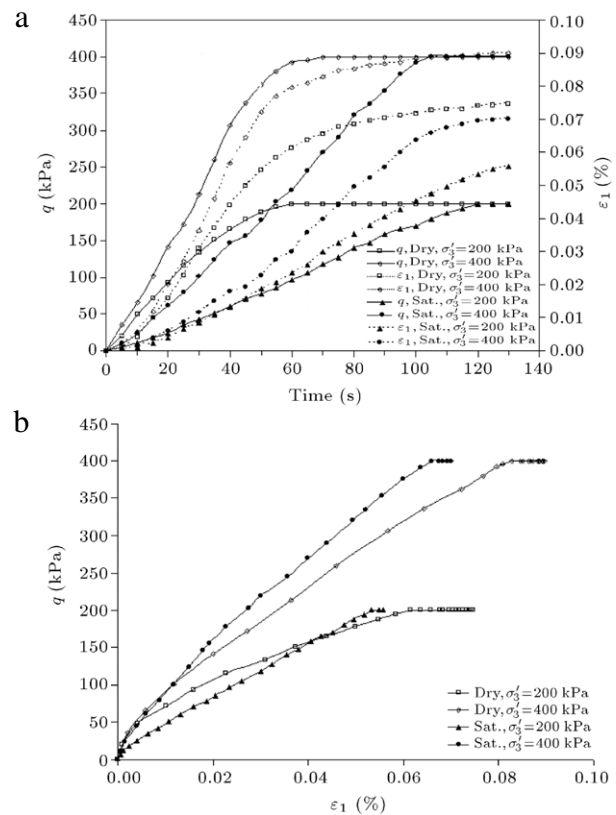 a
450
400
350
300
250
200
150
100
50
0
q (kPa)
0.10
0.09
0.08
0.07
0.06
0.05
0.04
0.03
0.02
0.01
0.00
ε₁ (%)
q, Dry, σ′₃=200 kPa
q, Dry, σ′₃=400 kPa
ε₁, Dry, σ′₃=200 kPa
ε₁, Dry, σ′₃=400 kPa
q, Sat., σ′₃=200 kPa
q, Sat., σ′₃=400 kPa
ε₁, Sat., σ′₃=200 kPa
ε₁, Sat., σ′₃=400 kPa
0 20 40 60 80 100 120 140
Time (s)
b
450
400
350
300
250
200
150
100
50
0
q (kPa)
Dry, σ′₃=200 kPa
Dry, σ′₃=400 kPa
Sat., σ′₃=200 kPa
Sat., σ′₃=400 kPa
0.00 0.02 0.04 0.06 0.08 0.10
ε₁ (%)